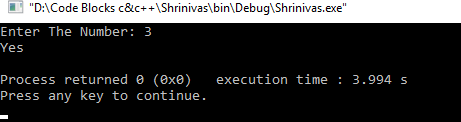 "D:\Code Blocks c&c++\Shrinivas\bin\Debug\Shrinivas.exe"
Enter The Number: 3
Yes
Process returned 0 (0x0)   execution time : 3.994 s
Press any key to continue.